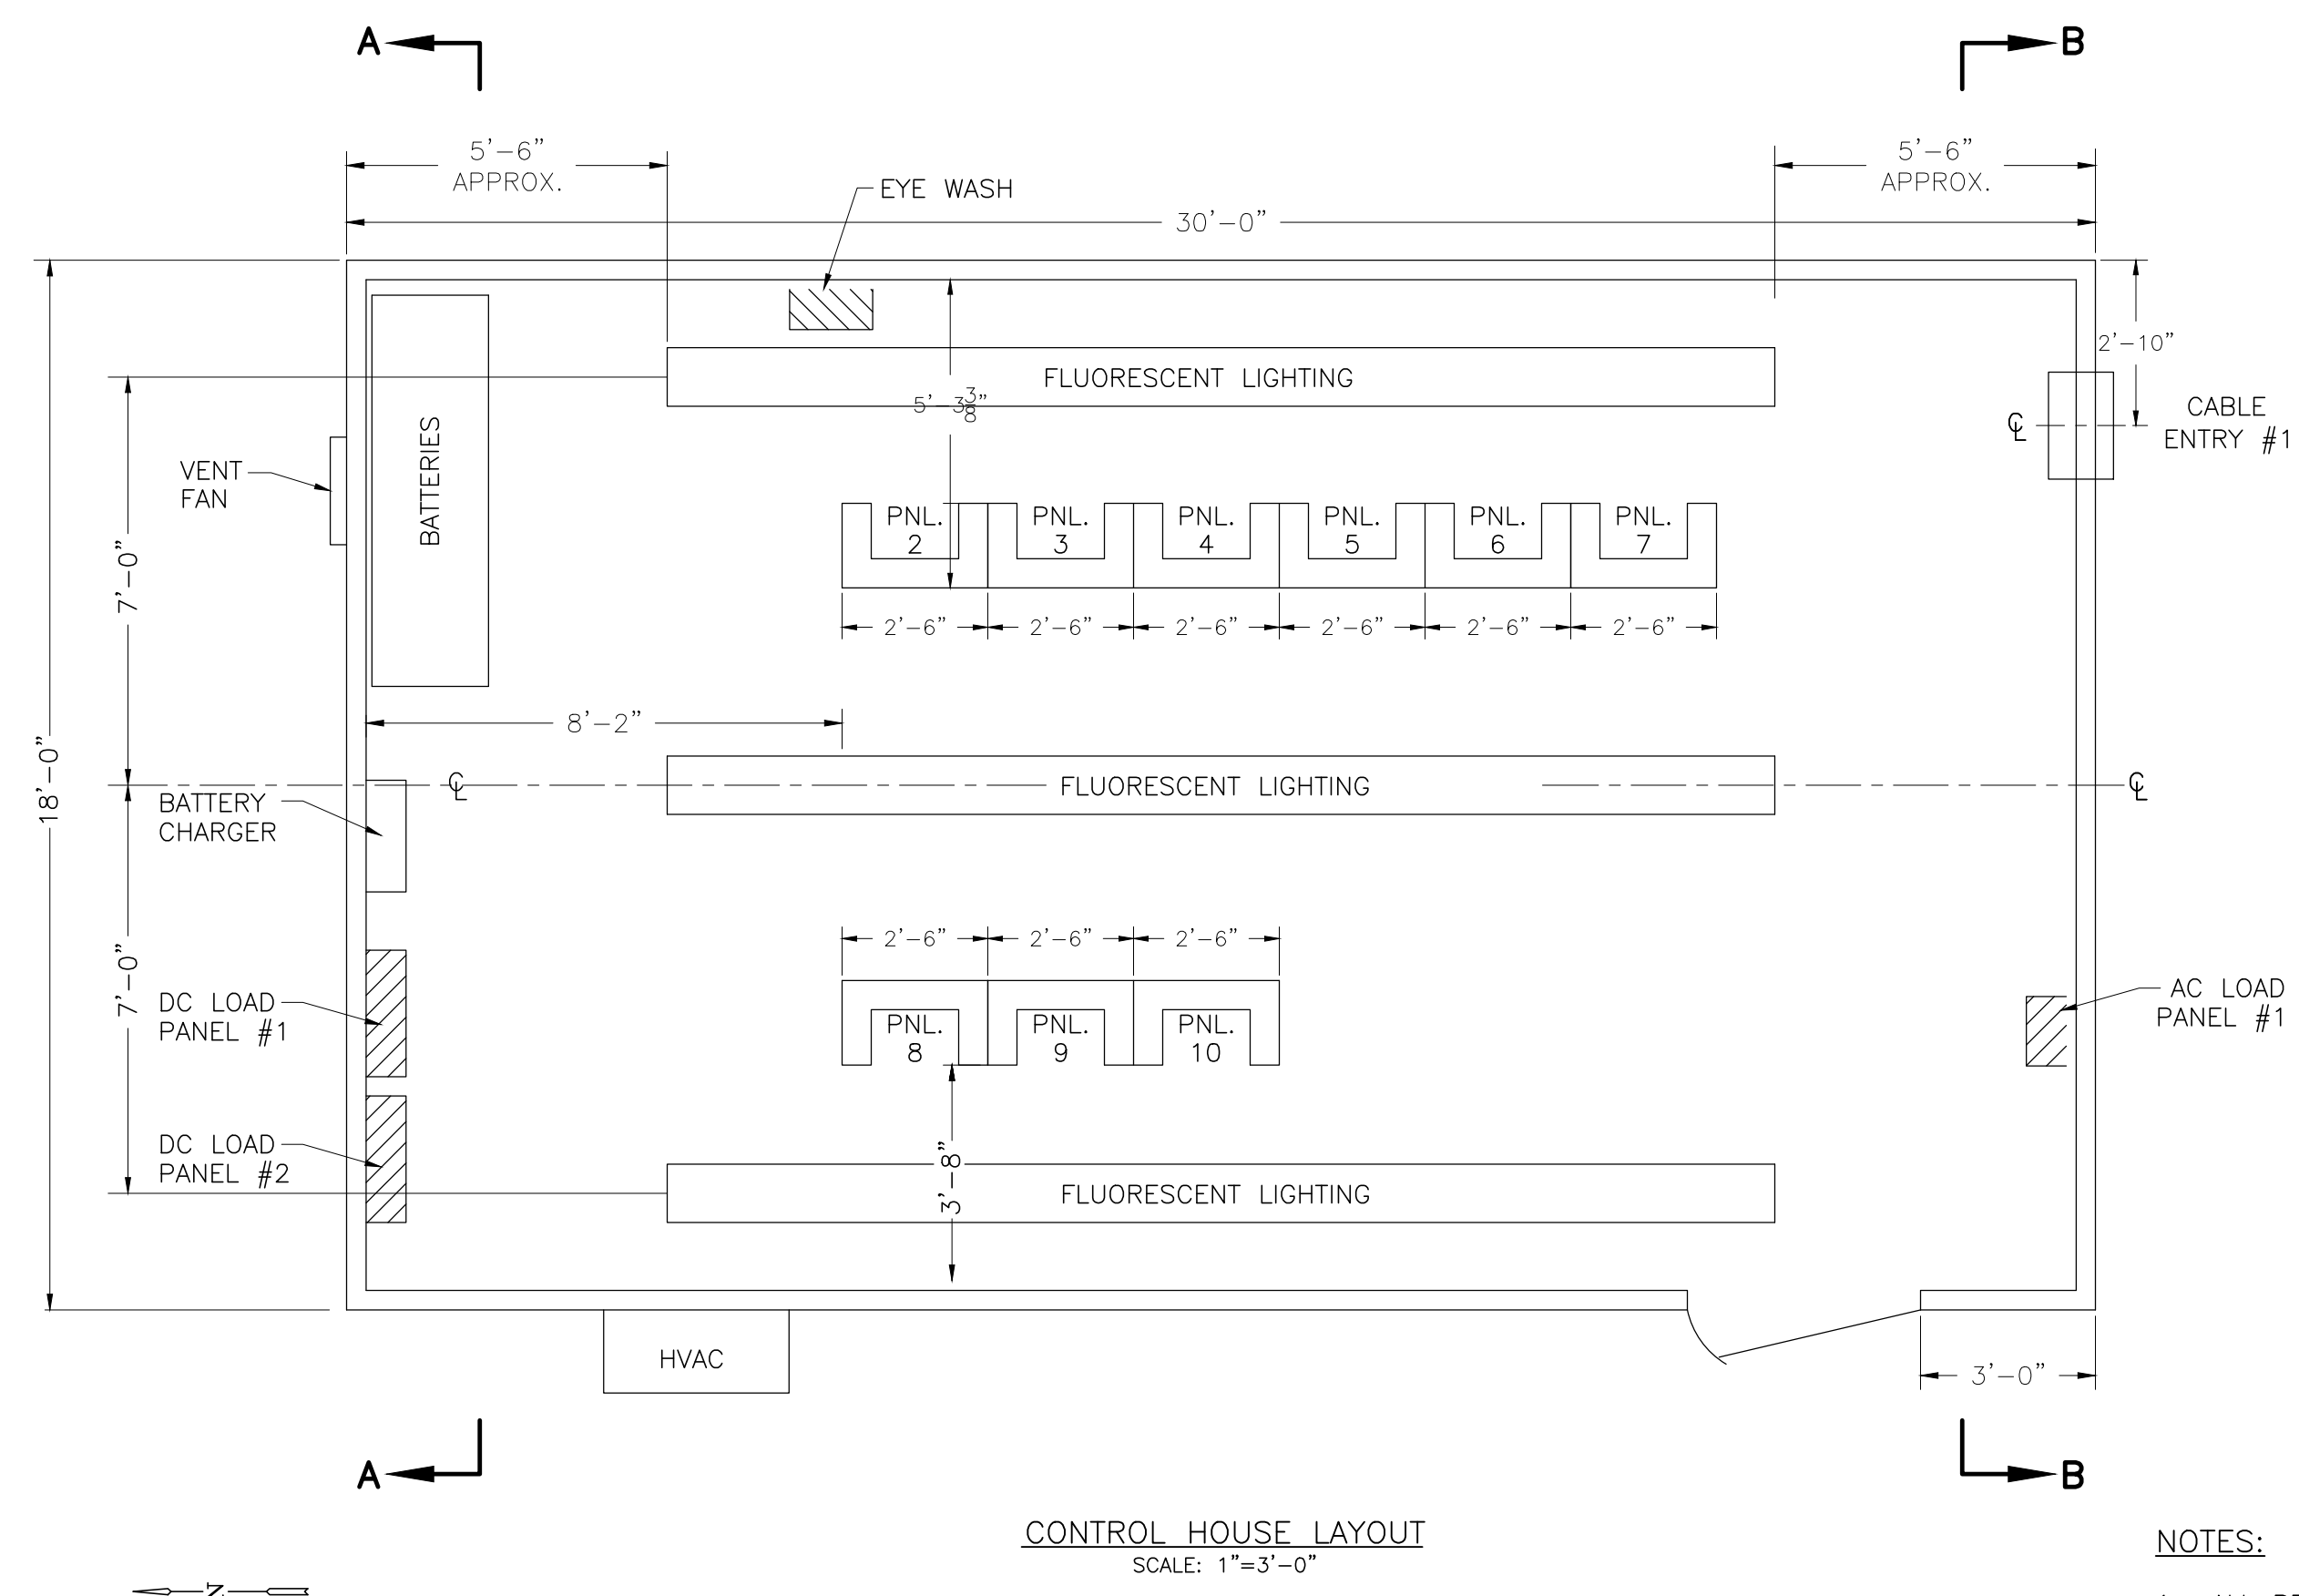 A
B
5'-6"
APPROX.
5'-6"
APPROX.
EYE WASH
30'-0"
2'-10"
FLUORESCENT LIGHTING
5'-3 3/8"
CABLE
ENTRY #1
℄
VENT
FAN
BATTERIES
PNL.
2
PNL.
3
PNL.
4
PNL.
5
PNL.
6
PNL.
7
7'-0"
2'-6"
2'-6"
2'-6"
2'-6"
2'-6"
2'-6"
8'-2"
18'-0"
℄
FLUORESCENT LIGHTING
℄
BATTERY
CHARGER
2'-6"
2'-6"
2'-6"
7'-0"
DC LOAD
PANEL #1
PNL.
8
PNL.
9
PNL.
10
AC LOAD
PANEL #1
DC LOAD
PANEL #2
3'-8"
FLUORESCENT LIGHTING
HVAC
3'-0"
A
B
CONTROL HOUSE LAYOUT
SCALE: 1"=3'-0"
NOTES:
N